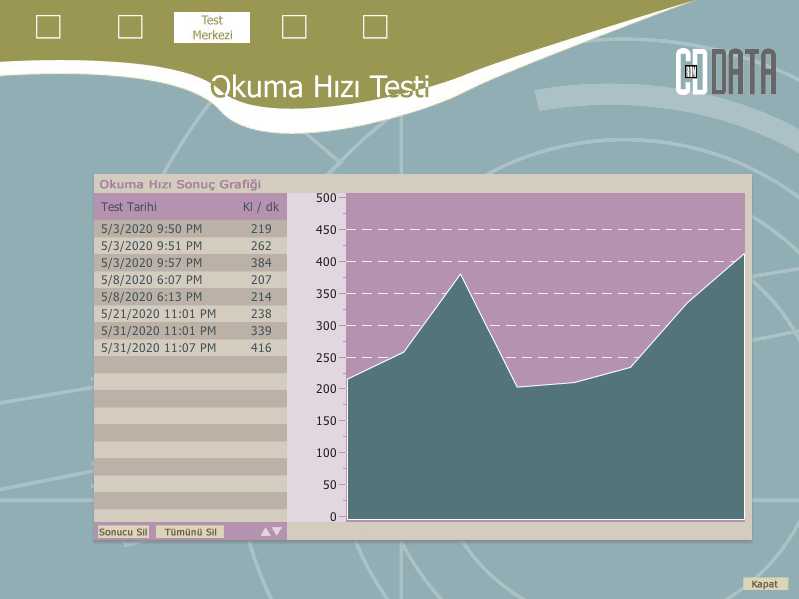 Test
Merkezi
Okuma Hızı Testi
CD DATA
Okuma Hızı Sonuç Grafiği
Test Tarihi Kl / dk
5/3/2020 9:50 PM 219
5/3/2020 9:51 PM 262
5/3/2020 9:57 PM 384
5/8/2020 6:07 PM 207
5/8/2020 6:13 PM 214
5/21/2020 11:01 PM 238
5/31/2020 11:01 PM 339
5/31/2020 11:07 PM 416
500
450
400
350
300
250
200
150
100
50
0
Sonucu Sil Tümünü Sil
Kapat